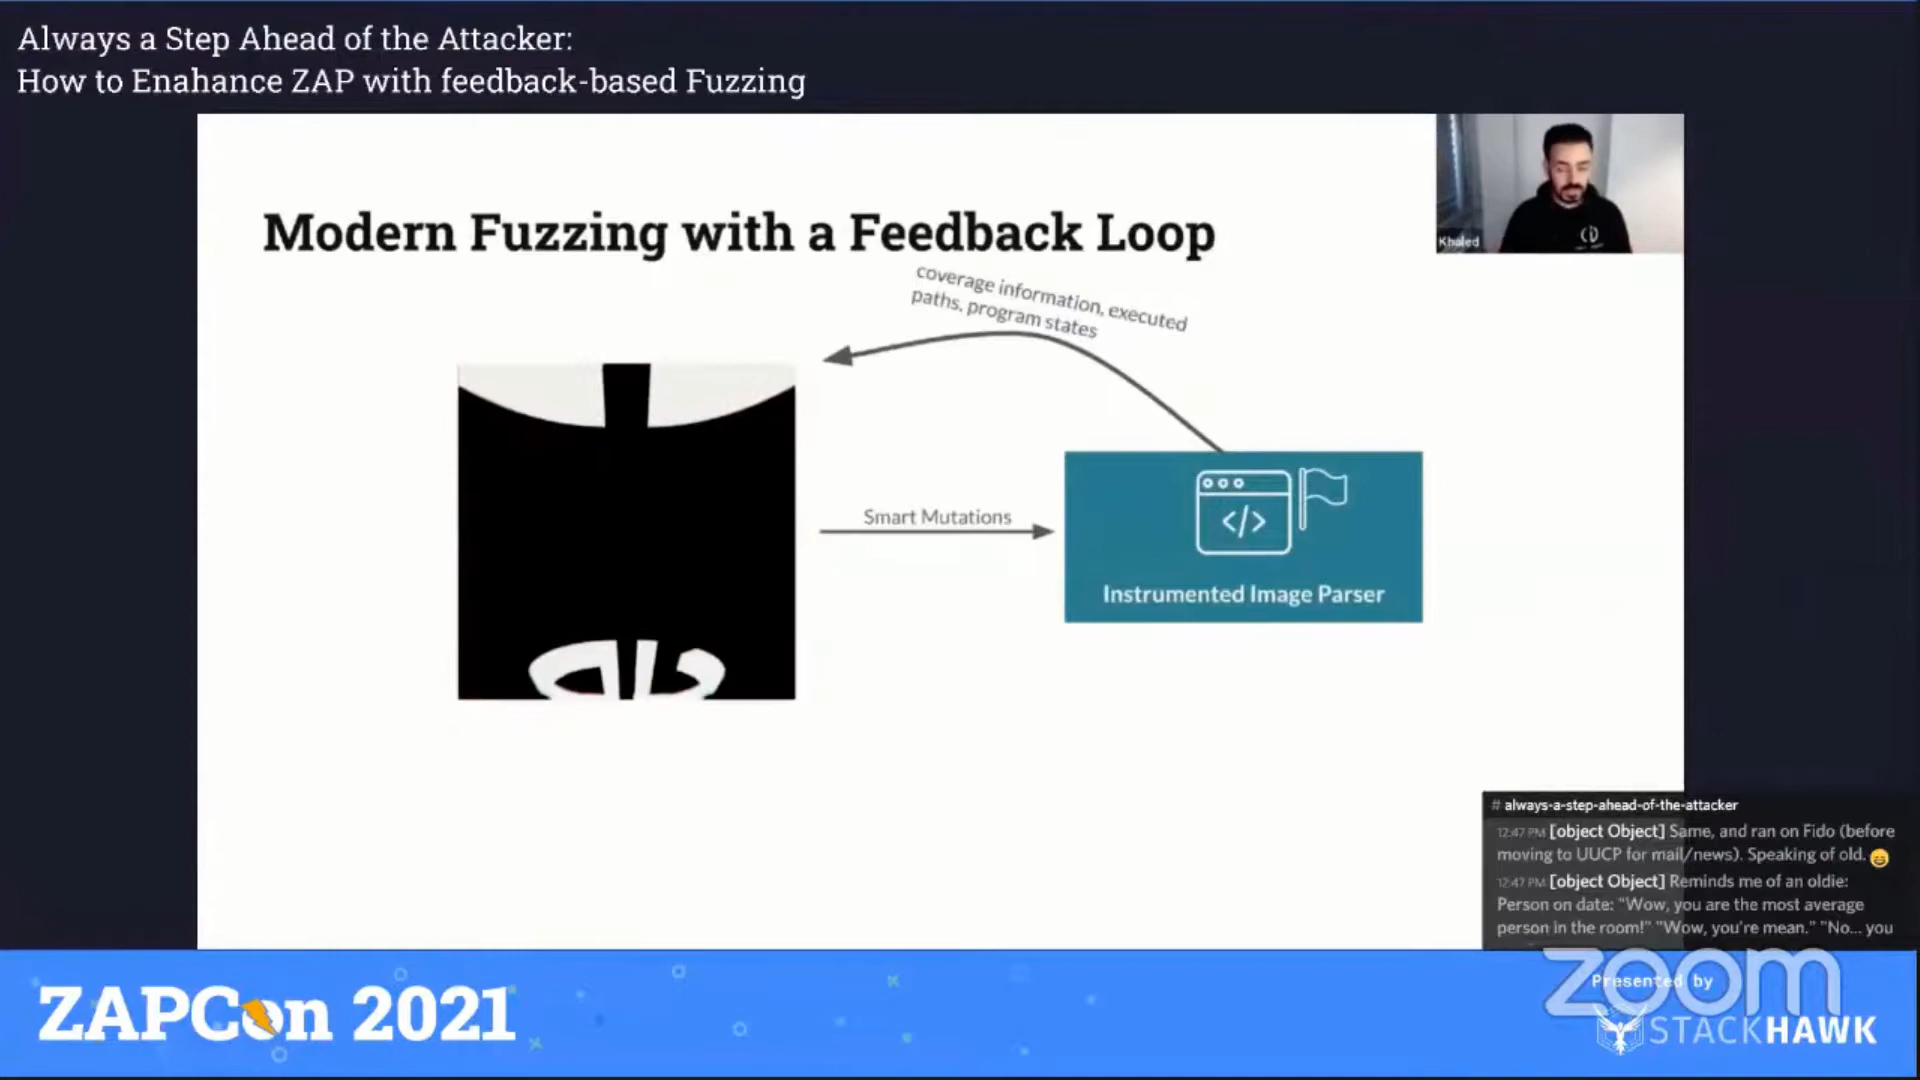 Always a Step Ahead of the Attacker:
How to Enahance ZAP with feedback-based Fuzzing
Khaled
Modern Fuzzing with a Feedback Loop
coverage information, executed
paths, program states
Smart Mutations
</>
Instrumented Image Parser
# always-a-step-ahead-of-the-attacker
12:47 PM [object Object] Same, and ran on Fido (before
moving to UUCP for mail/news). Speaking of old.
12:47 PM [object Object] Reminds me of an oldie:
Person on date: "Wow, you are the most average
person in the room!" "Wow, you're mean." "No... you
zoom
Presented by
STACKHAWK
ZAPCon 2021